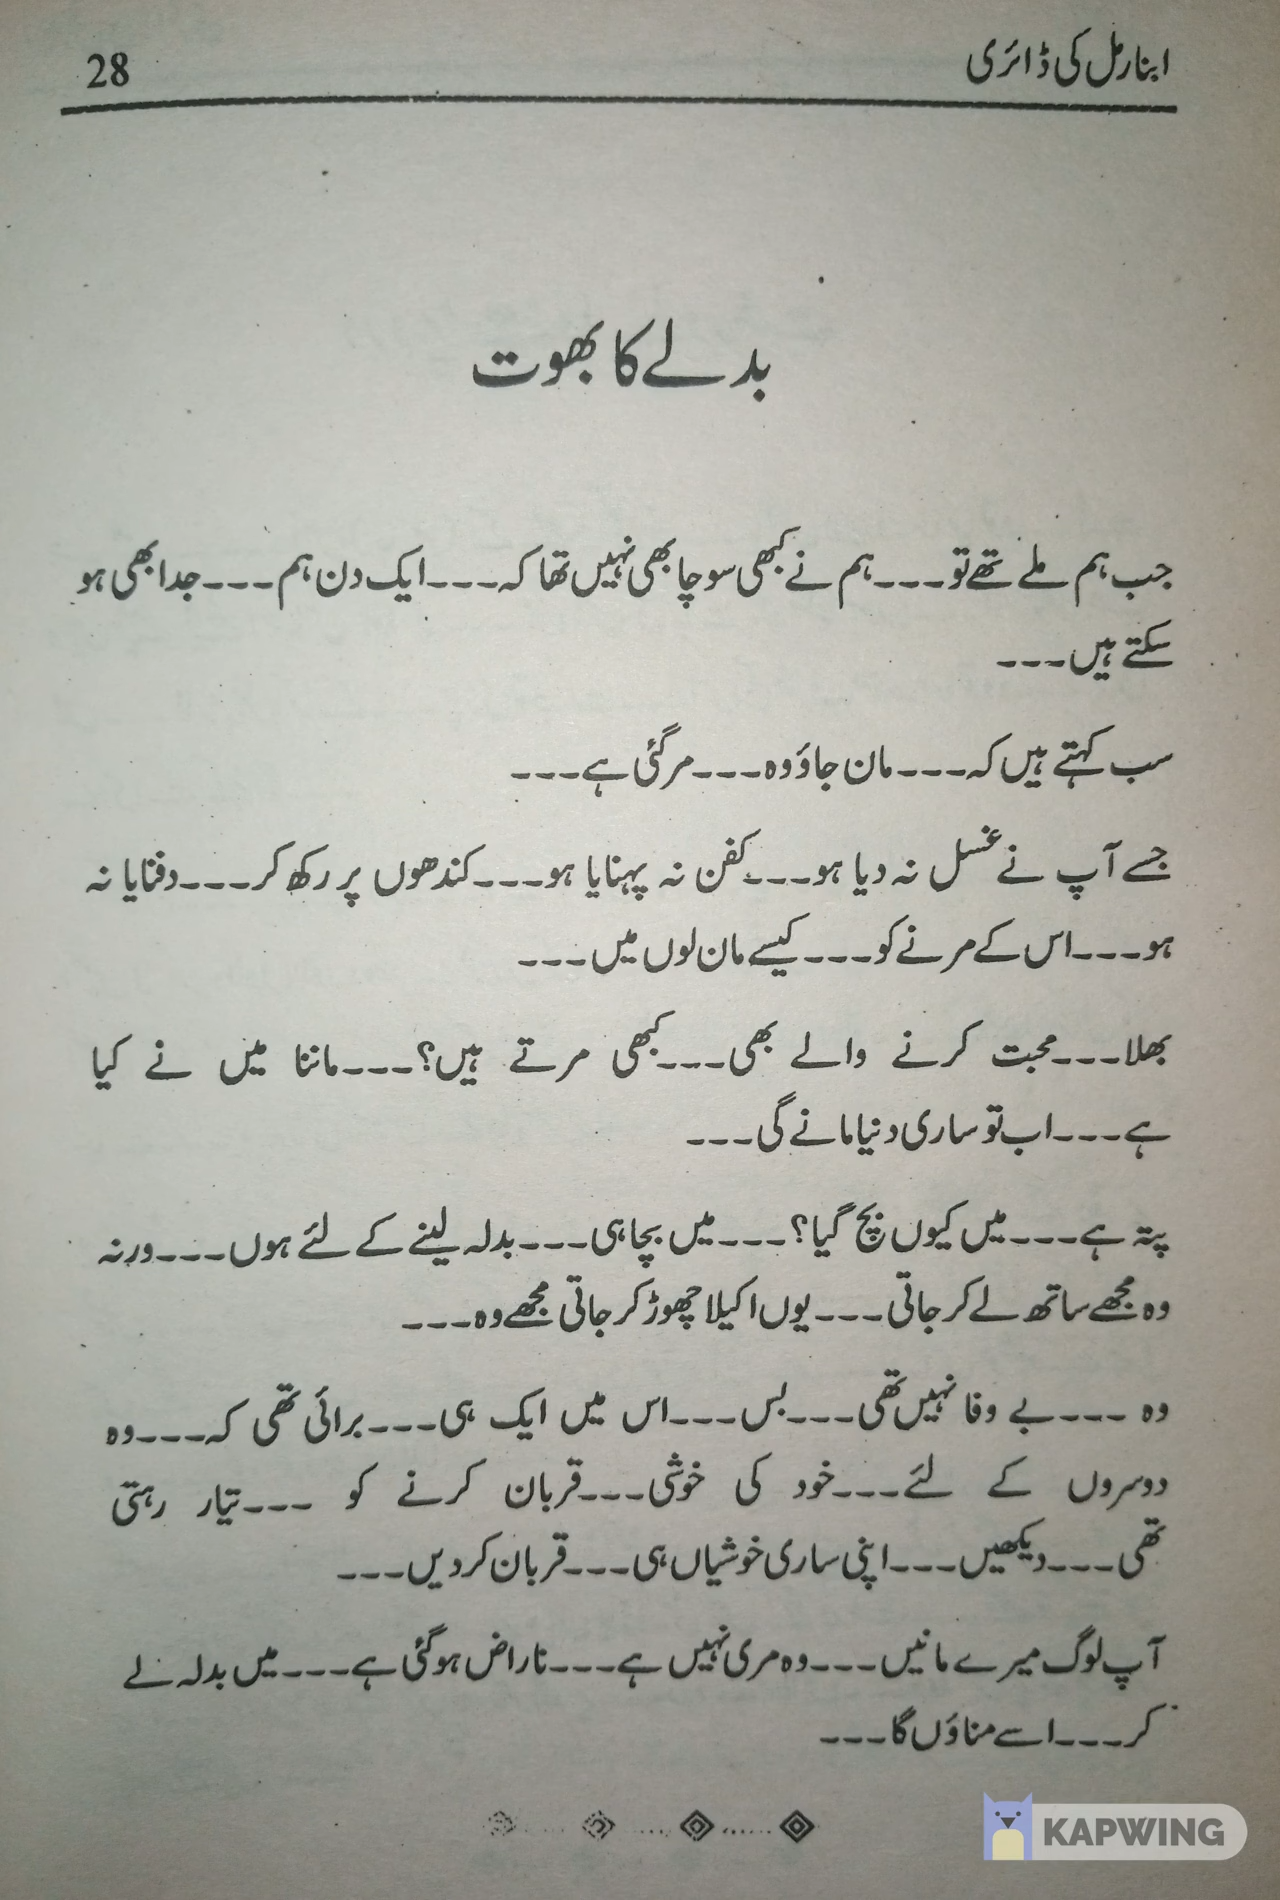 ابنارمل کی ڈائری
28
بدلے کا بھوت
جب ہم ملے تھے تو۔۔۔ہم نے کبھی سوچا بھی نہیں تھا کہ۔۔۔ایک دن ہم۔۔۔جدا بھی ہو
سکتے ہیں۔۔۔
سب کہتے ہیں کہ۔۔۔مان جاؤ وہ۔۔۔مر گئی ہے۔۔۔
جسے آپ نے غسل نہ دیا ہو۔۔۔کفن نہ پہنایا ہو۔۔۔کندھوں پر رکھ کر۔۔۔دفنایا نہ
ہو۔۔۔اس کے مرنے کو۔۔۔کیسے مان لوں میں۔۔۔
بھلا۔۔۔محبت کرنے والے بھی۔۔۔کبھی مرتے ہیں؟۔۔۔ماننا میں نے کیا
ہے۔۔۔اب تو ساری دنیا مانے گی۔۔۔
پتہ ہے۔۔۔میں کیوں بچ گیا؟۔۔۔میں بچا ہی۔۔۔بدلہ لینے کے لئے ہوں۔۔۔ورنہ
وہ مجھے ساتھ لے کر جاتی۔۔۔یوں اکیلا چھوڑ کر جاتی مجھے وہ۔۔۔
وہ ۔۔۔بے وفا نہیں تھی۔۔۔بس۔۔۔اس میں ایک ہی۔۔۔برائی تھی کہ۔۔۔وہ
دوسروں کے لئے۔۔۔خود کی خوشی۔۔۔قربان کرنے کو ۔۔۔تیار رہتی
تھی۔۔۔دیکھیں۔۔۔اپنی ساری خوشیاں ہی۔۔۔قربان کر دیں۔۔۔
آپ لوگ میرے مانیں۔۔۔وہ مری نہیں ہے۔۔۔ناراض ہو گئی ہے۔۔۔میں بدلہ لے
کر۔۔۔اسے مناؤں گا۔۔۔
KAPWING